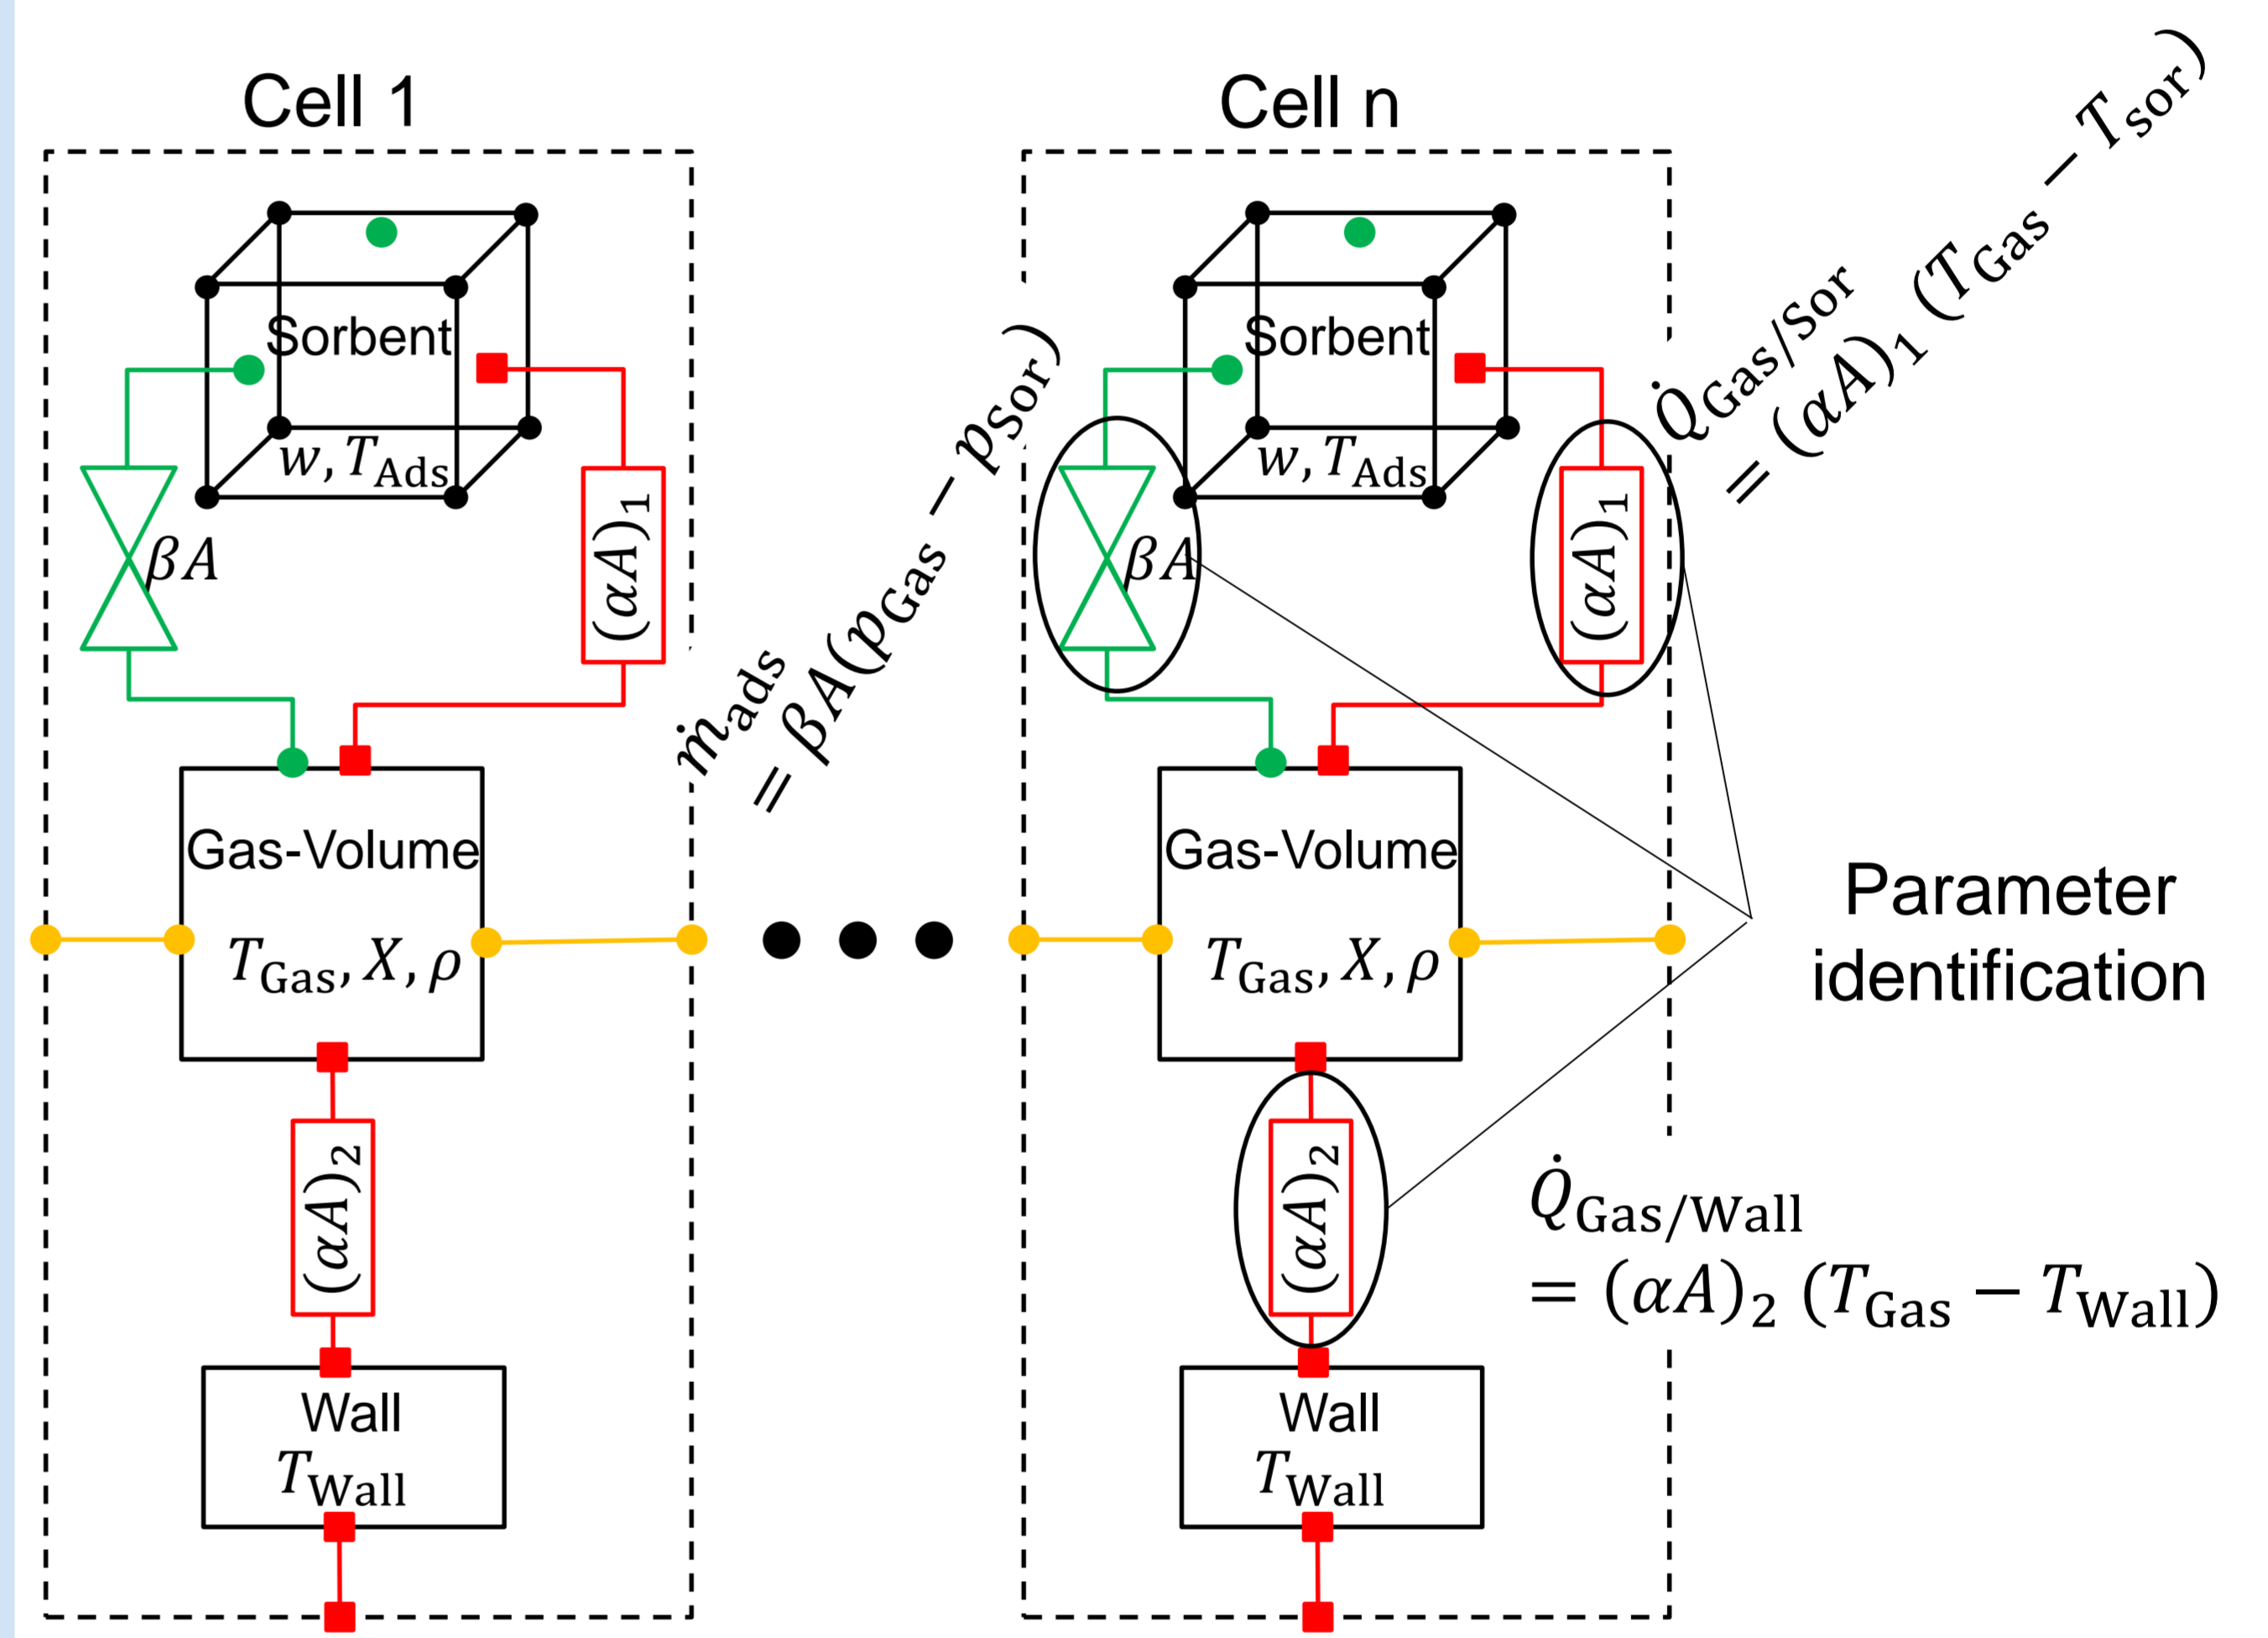 Cell 1
Sorbent
w, T_Ads
βA
(αA)_1
Gas-Volume
T_Gas, X, ρ
(αA)_2
Wall
T_Wall
ṁ_ads
= βA(p_Gas − p_Sor)
Cell n
Sorbent
w, T_Ads
βA
(αA)_1
Q̇_Gas/Sor
= (αA)_1 (T_Gas − T_Sor)
Gas-Volume
T_Gas, X, ρ
Parameter
identification
(αA)_2
Q̇_Gas/Wall
= (αA)_2 (T_Gas − T_Wall)
Wall
T_Wall